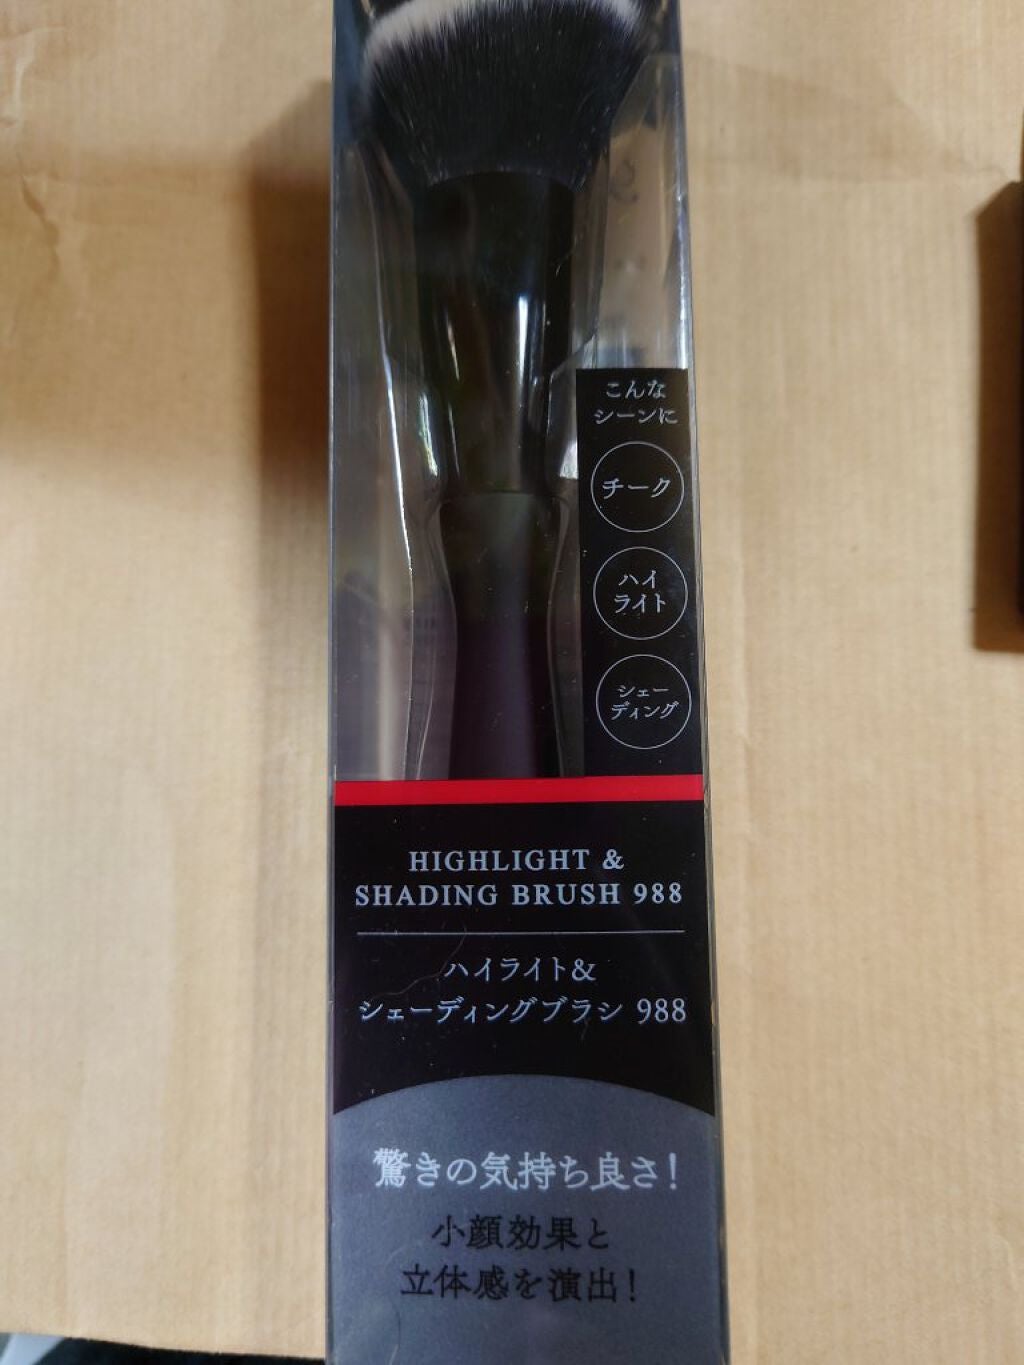 こんな
シーンに
チーク
ハイ
ライト
シェー
ディング
HIGHLIGHT &
SHADING BRUSH 988
ハイライト&
シェーディングブラシ 988
驚きの気持ち良さ!
小顔効果と
立体感を演出!